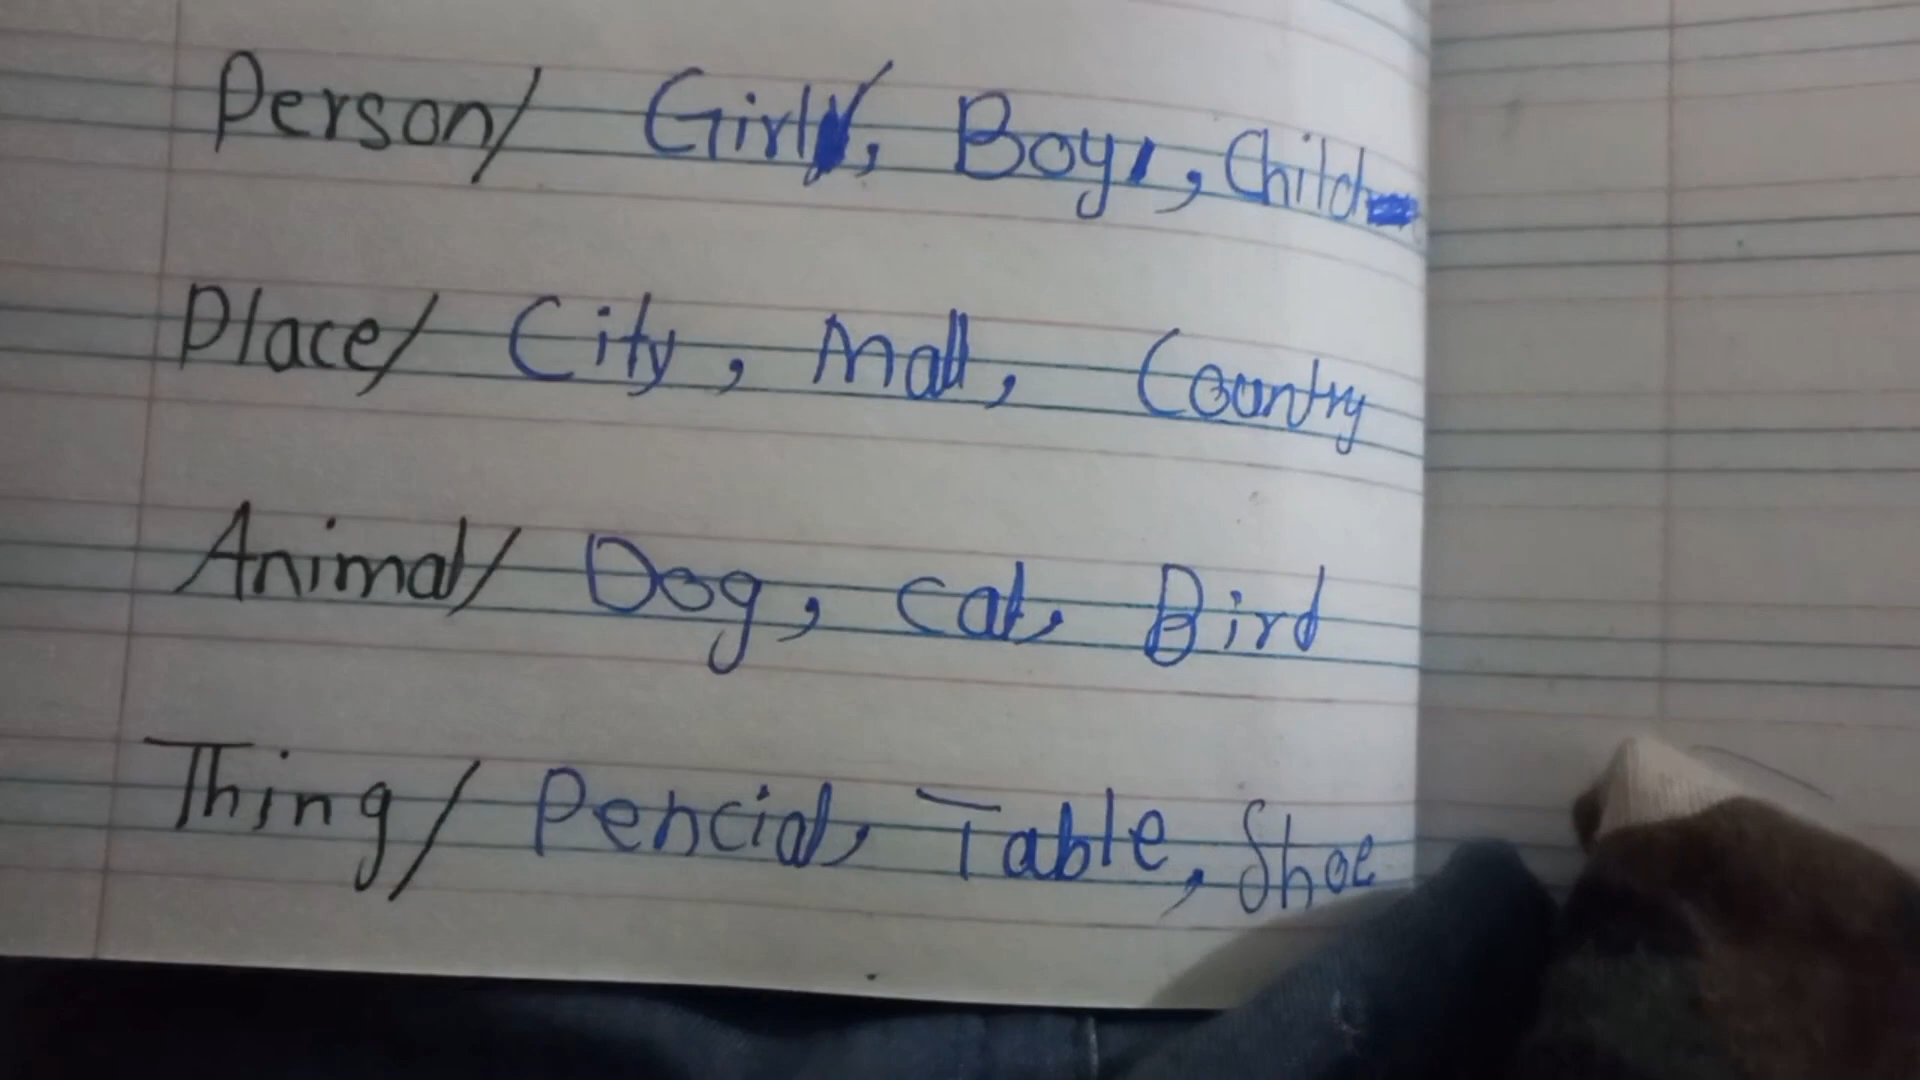 Person/ Girl, Boy, Child
Place/ City, Mall, Country
Animal/ Dog, Cat, Bird
Thing/ Pencial, Table, Shoe